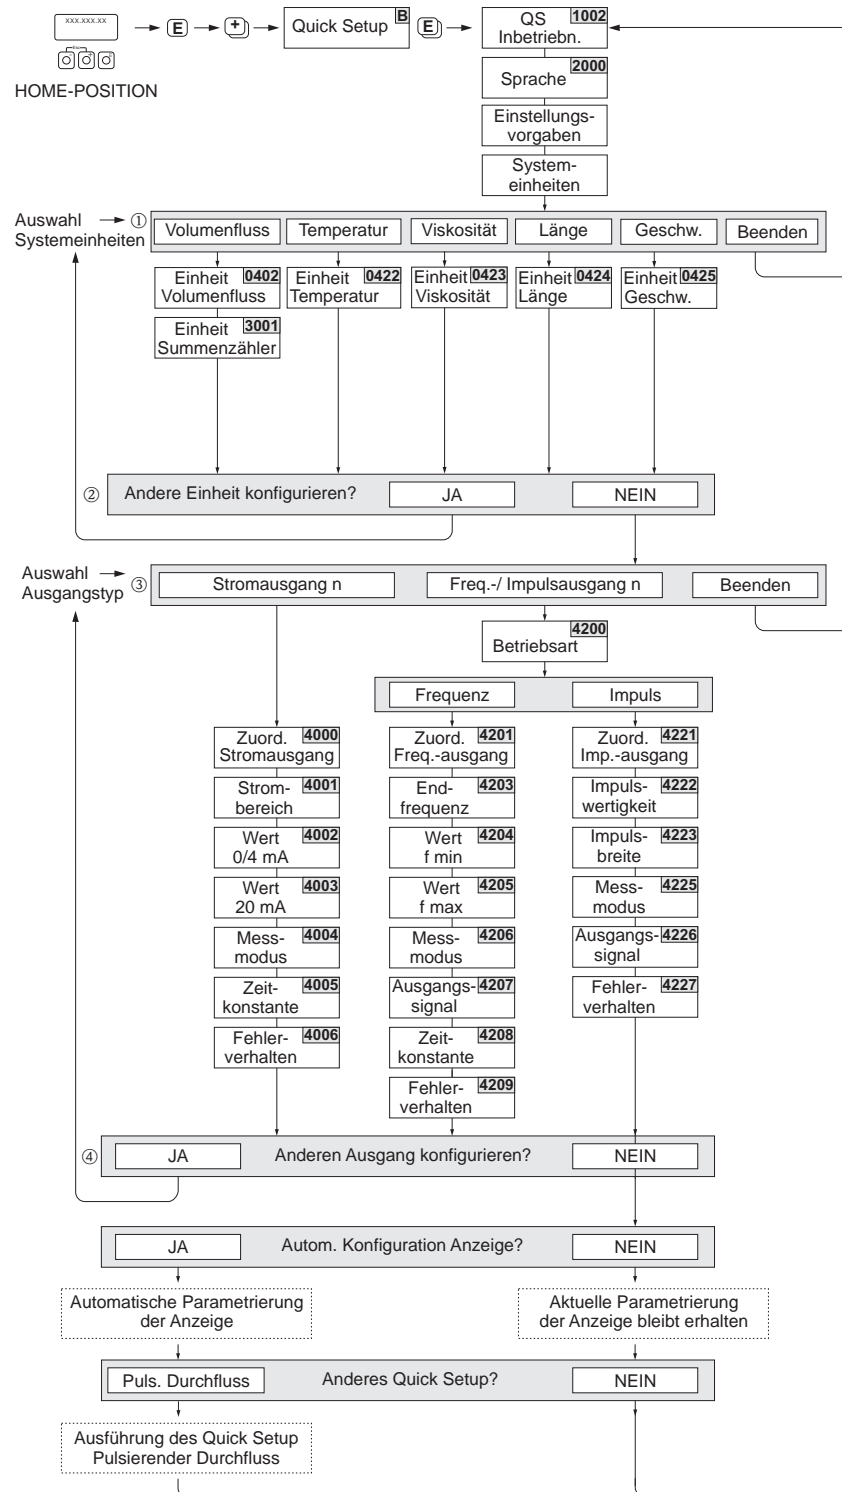 xxx.xxx.xx
Esc
- + E
HOME-POSITION
E
+
Quick Setup B
E
QS 1002
Inbetriebn.
2000
Sprache
Einstellungs-
vorgaben
System-
einheiten
Auswahl
Systemeinheiten
①
Volumenfluss
Temperatur
Viskosität
Länge
Geschw.
Beenden
Einheit 0402
Volumenfluss
Einheit 0422
Temperatur
Einheit 0423
Viskosität
Einheit 0424
Länge
Einheit 0425
Geschw.
Einheit 3001
Summenzähler
② Andere Einheit konfigurieren? JA NEIN
Auswahl
Ausgangstyp
③
Stromausgang n
Freq.-/ Impulsausgang n
Beenden
4200
Betriebsart
Frequenz
Impuls
Zuord. 4000
Stromausgang
Strom- 4001
bereich
Wert 4002
0/4 mA
Wert 4003
20 mA
Mess- 4004
modus
Zeit- 4005
konstante
Fehler- 4006
verhalten
Zuord. 4201
Freq.-ausgang
End- 4203
frequenz
Wert 4204
f min
Wert 4205
f max
Mess- 4206
modus
Ausgangs-
signal 4207
Zeit- 4208
konstante
Fehler- 4209
verhalten
Zuord. 4221
Imp.-ausgang
Impuls- 4222
wertigkeit
Impuls- 4223
breite
Mess- 4225
modus
Ausgangs- 4226
signal
Fehler- 4227
verhalten
④ JA Anderen Ausgang konfigurieren? NEIN
JA Autom. Konfiguration Anzeige? NEIN
Automatische Parametrierung
der Anzeige
Aktuelle Parametrierung
der Anzeige bleibt erhalten
Puls. Durchfluss Anderes Quick Setup? NEIN
Ausführung des Quick Setup
Pulsierender Durchfluss